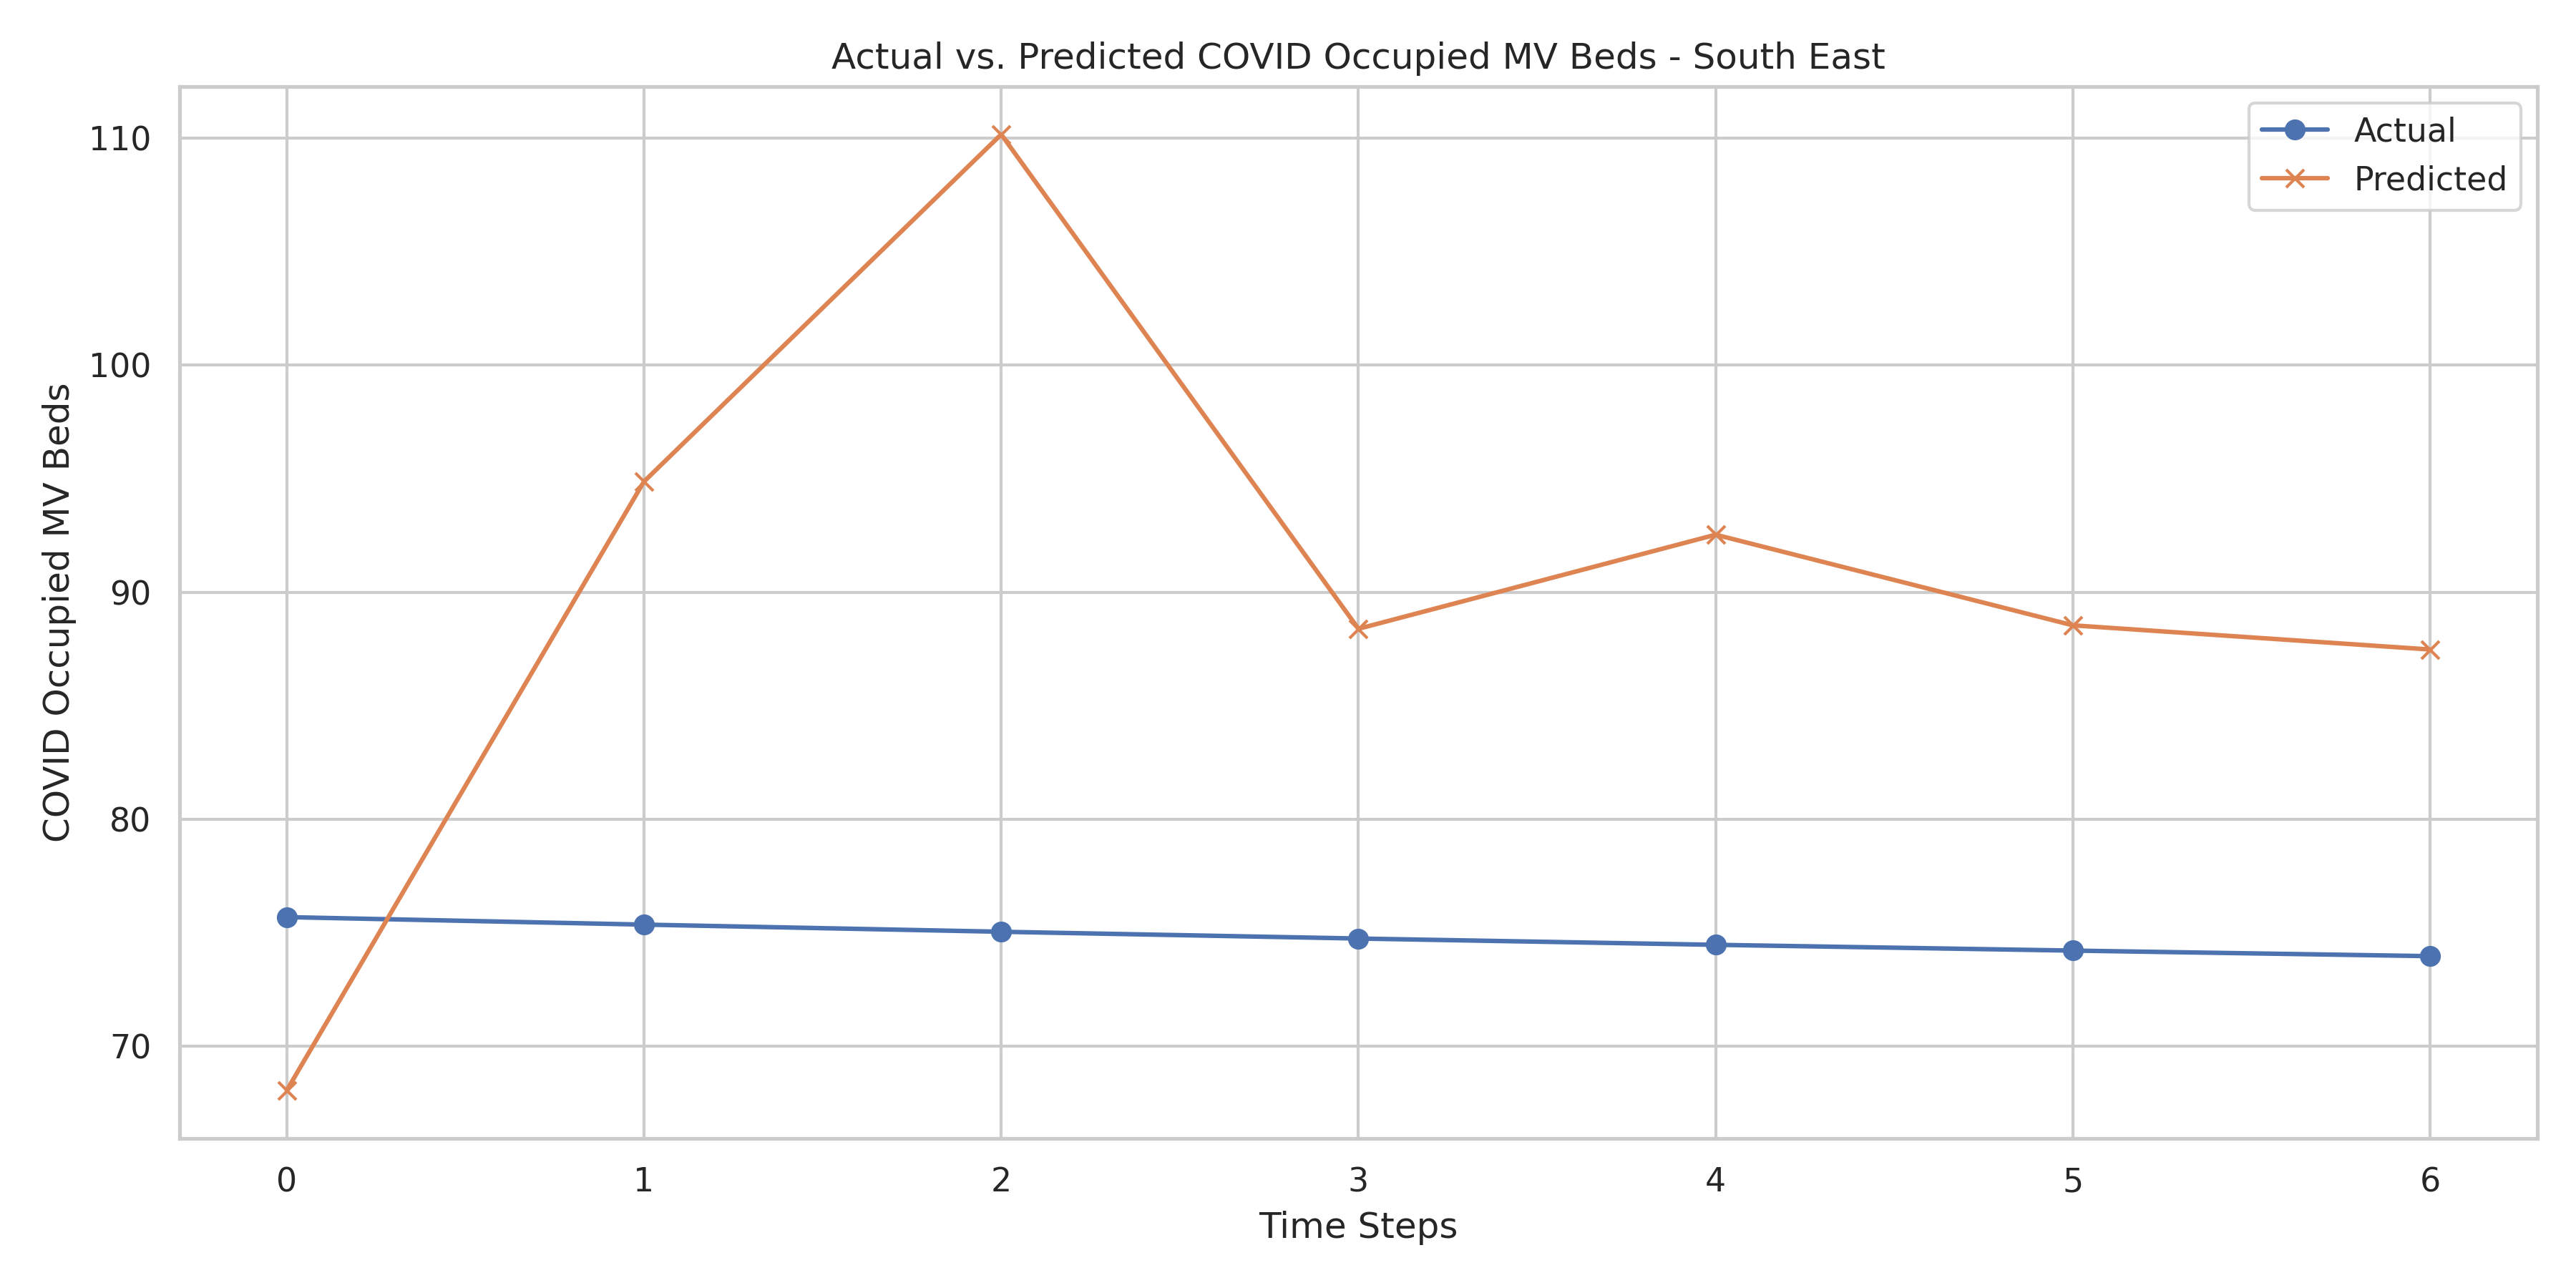 Actual vs. Predicted COVID Occupied MV Beds - South East
Actual
Predicted
COVID Occupied MV Beds
110
100
90
80
70
0 1 2 3 4 5 6
Time Steps